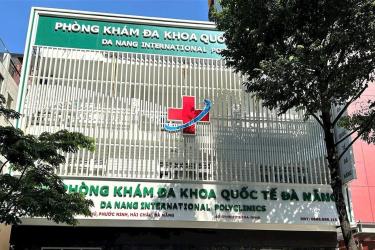 PHÒNG KHÁM ĐA KHOA QUỐC
DA NANG INTERNATIONAL
PHÒNG KHÁM ĐA KHOA QUỐC TẾ ĐÀ NẴNG
PHƯỚC NINH, HẢI CHÂU, ĐÀ NẴNG
DA NANG INTERNATIONAL POLYCLINICS